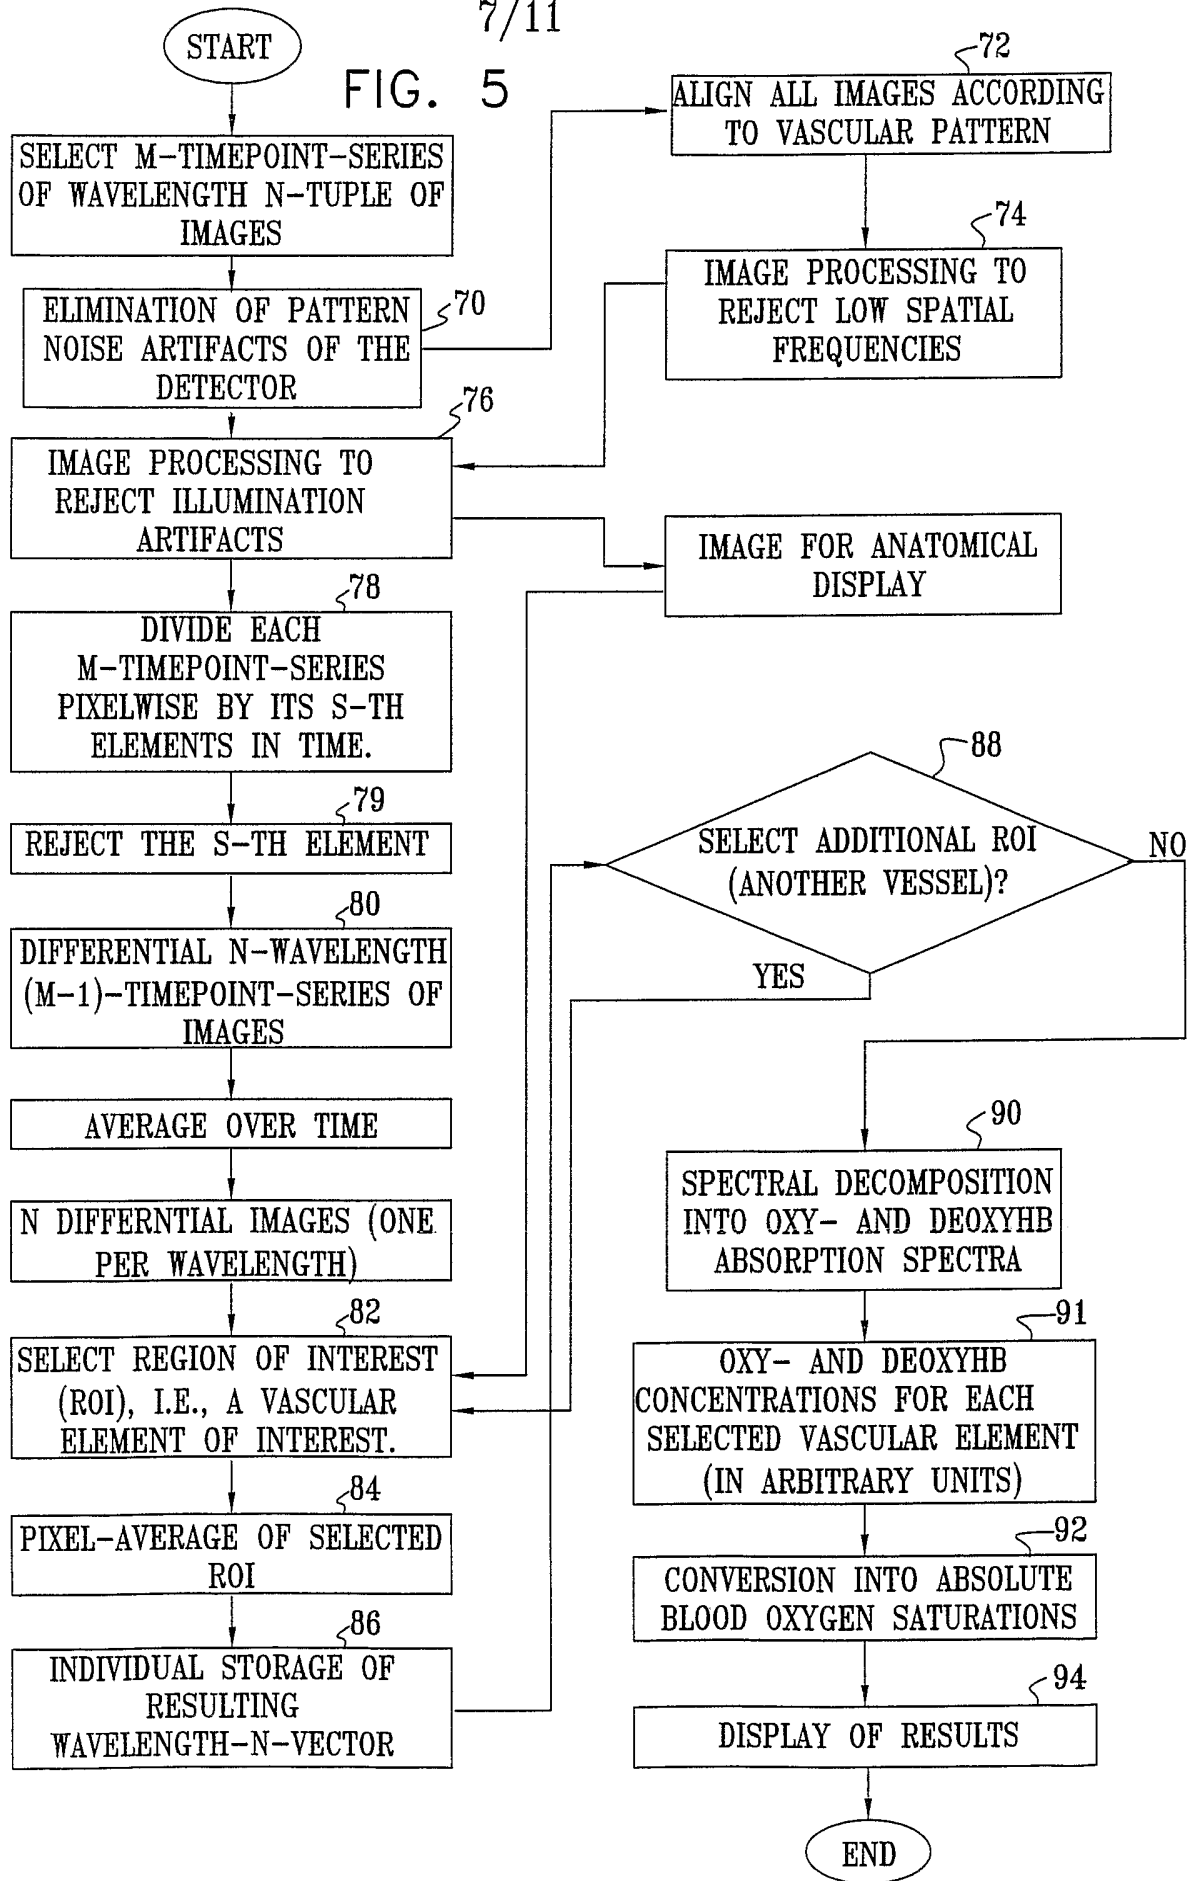 7/11
FIG. 5
START
SELECT M-TIMEPOINT-SERIES
OF WAVELENGTH N-TUPLE OF
IMAGES
70
ELIMINATION OF PATTERN
NOISE ARTIFACTS OF THE
DETECTOR
72
ALIGN ALL IMAGES ACCORDING
TO VASCULAR PATTERN
74
IMAGE PROCESSING TO
REJECT LOW SPATIAL
FREQUENCIES
76
IMAGE PROCESSING TO
REJECT ILLUMINATION
ARTIFACTS
IMAGE FOR ANATOMICAL
DISPLAY
78
DIVIDE EACH
M-TIMEPOINT-SERIES
PIXELWISE BY ITS S-TH
ELEMENTS IN TIME.
79
REJECT THE S-TH ELEMENT
80
DIFFERENTIAL N-WAVELENGTH
(M-1)-TIMEPOINT-SERIES OF
IMAGES
AVERAGE OVER TIME
N DIFFERNTIAL IMAGES (ONE
PER WAVELENGTH)
82
SELECT REGION OF INTEREST
(ROI), I.E., A VASCULAR
ELEMENT OF INTEREST.
84
PIXEL-AVERAGE OF SELECTED
ROI
86
INDIVIDUAL STORAGE OF
RESULTING
WAVELENGTH-N-VECTOR
88
SELECT ADDITIONAL ROI
(ANOTHER VESSEL)?
NO
YES
90
SPECTRAL DECOMPOSITION
INTO OXY- AND DEOXYHB
ABSORPTION SPECTRA
91
OXY- AND DEOXYHB
CONCENTRATIONS FOR EACH
SELECTED VASCULAR ELEMENT
(IN ARBITRARY UNITS)
92
CONVERSION INTO ABSOLUTE
BLOOD OXYGEN SATURATIONS
94
DISPLAY OF RESULTS
END